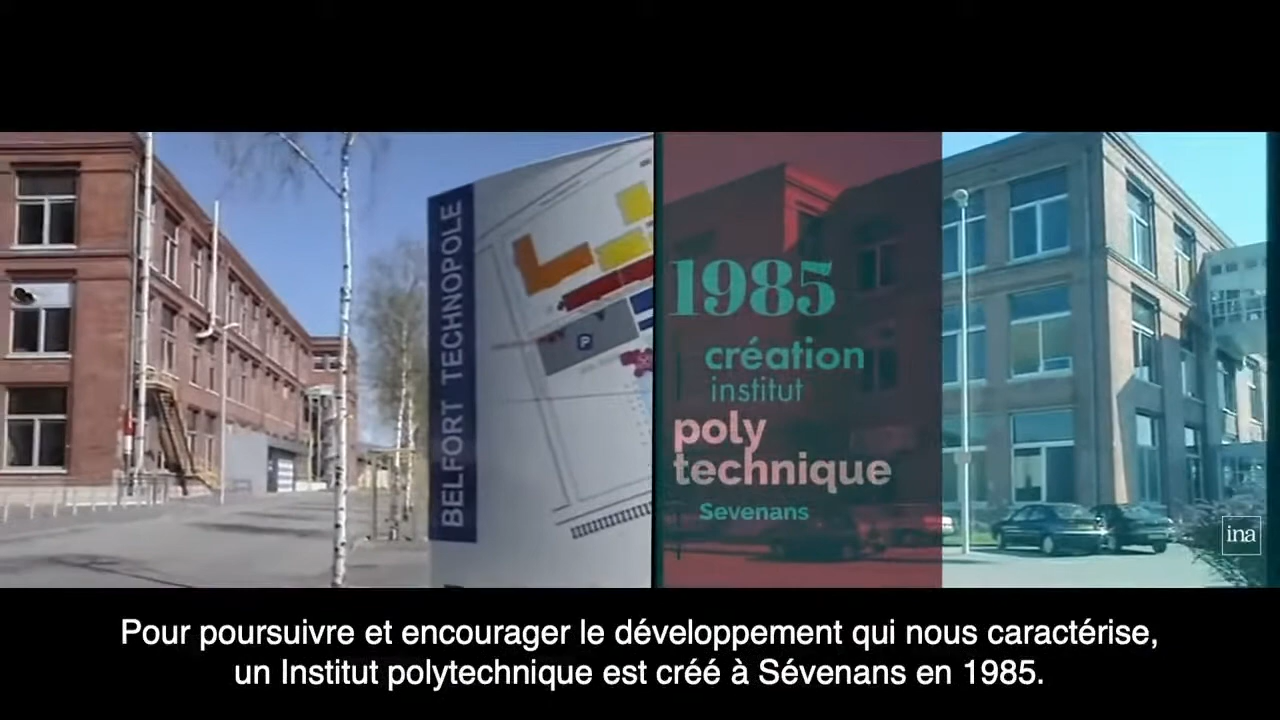 BELFORT TECHNOPOLE
P
1985
création
institut
poly
technique
Sevenans
ina
Pour poursuivre et encourager le développement qui nous caractérise,
un Institut polytechnique est créé à Sévenans en 1985.